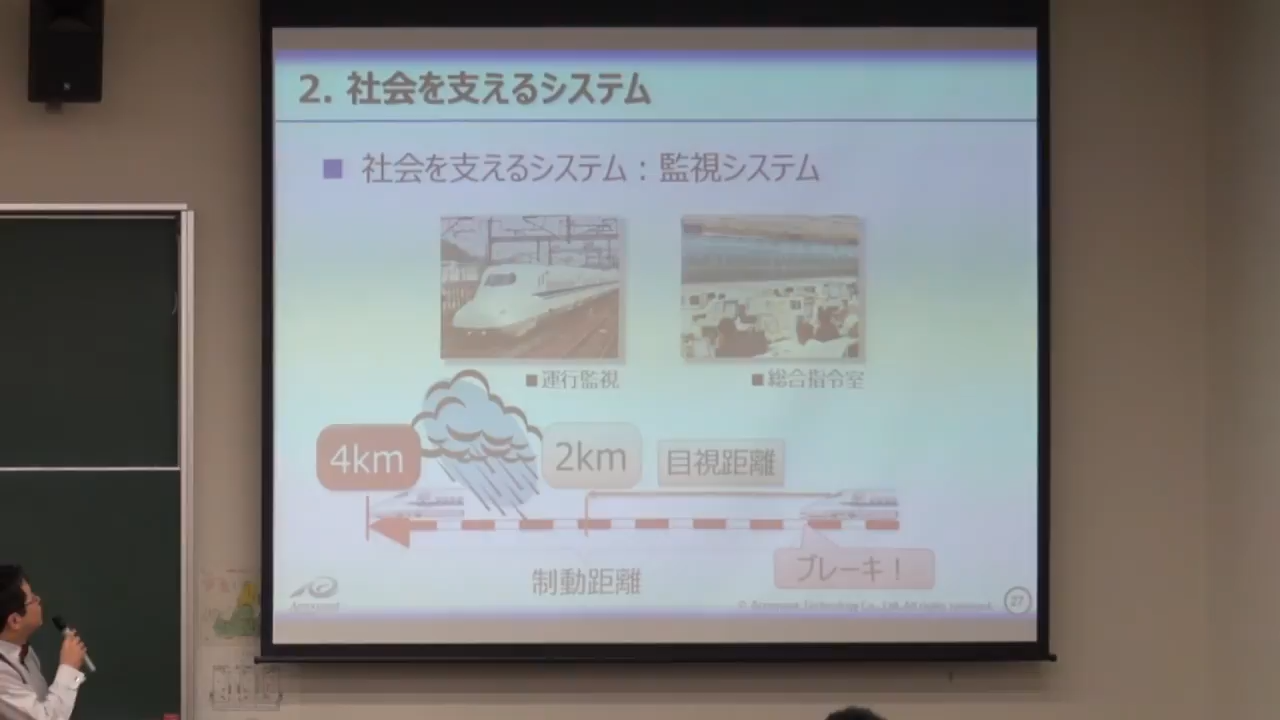 2. 社会を支えるシステム
■ 社会を支えるシステム：監視システム
■運行監視
■総合指令室
4km
2km
目視距離
ブレーキ！
制動距離
27